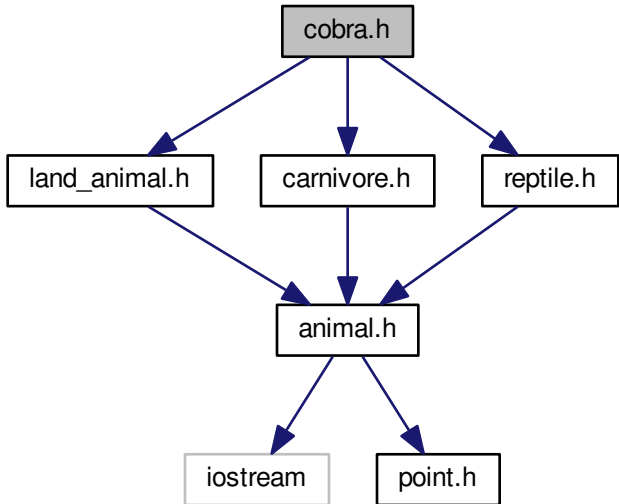 cobra.h
land_animal.h
carnivore.h
reptile.h
animal.h
iostream
point.h